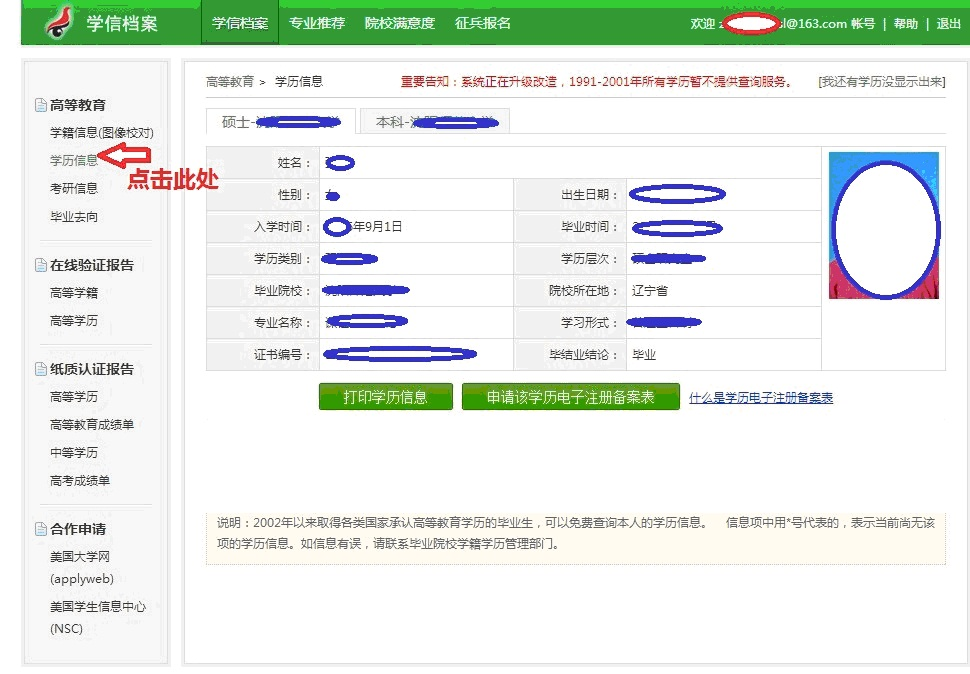 学信档案 学信档案 专业推荐 院校满意度 征兵报名 欢迎: @163.com 帐号 | 帮助 | 退出
高等教育
学籍信息(图像校对)
学历信息
点击此处
考研信息
毕业去向
在线验证报告
高等学籍
高等学历
纸质认证报告
高等学历
高等教育成绩单
中等学历
高考成绩单
合作申请
美国大学网
(applyweb)
美国学生信息中心
(NSC)
高等教育 > 学历信息 重要告知：系统正在升级改造，1991-2001年所有学历暂不提供查询服务。 [我还有学历没显示出来]
硕士- 本科-
姓名：
性别： 出生日期：
入学时间： 年9月1日 毕业时间：
学历类别： 学历层次：
毕业院校： 院校所在地： 辽宁省
专业名称： 学习形式：
证书编号： 毕结业结论： 毕业
打印学历信息 申请该学历电子注册备案表 什么是学历电子注册备案表
说明：2002年以来取得各类国家承认高等教育学历的毕业生，可以免费查询本人的学历信息。 信息项中用*号代表的，表示当前尚无该
项的学历信息。如信息有误，请联系毕业院校学籍学历管理部门。